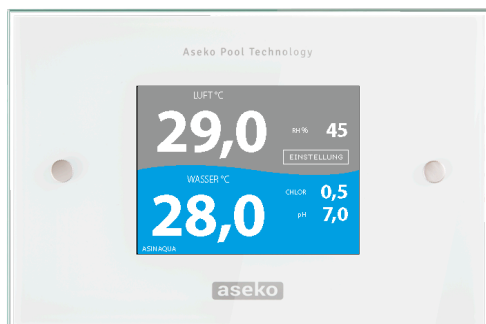 Aseko Pool Technology
LUFT °C
29,0
RH% 45
EINSTELLUNG
WASSER °C
28,0
CHLOR 0,5
pH 7,0
ASINAQUA
aseko